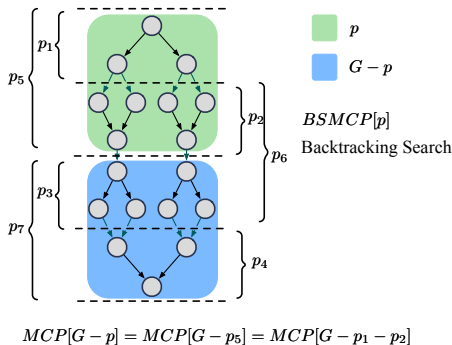 p₁
p₅
p
G − p
p₂
BSMCP[p]
Backtracking Search
p₆
p₃
p₇
p₄
MCP[G − p] = MCP[G − p₅] = MCP[G − p₁ − p₂]